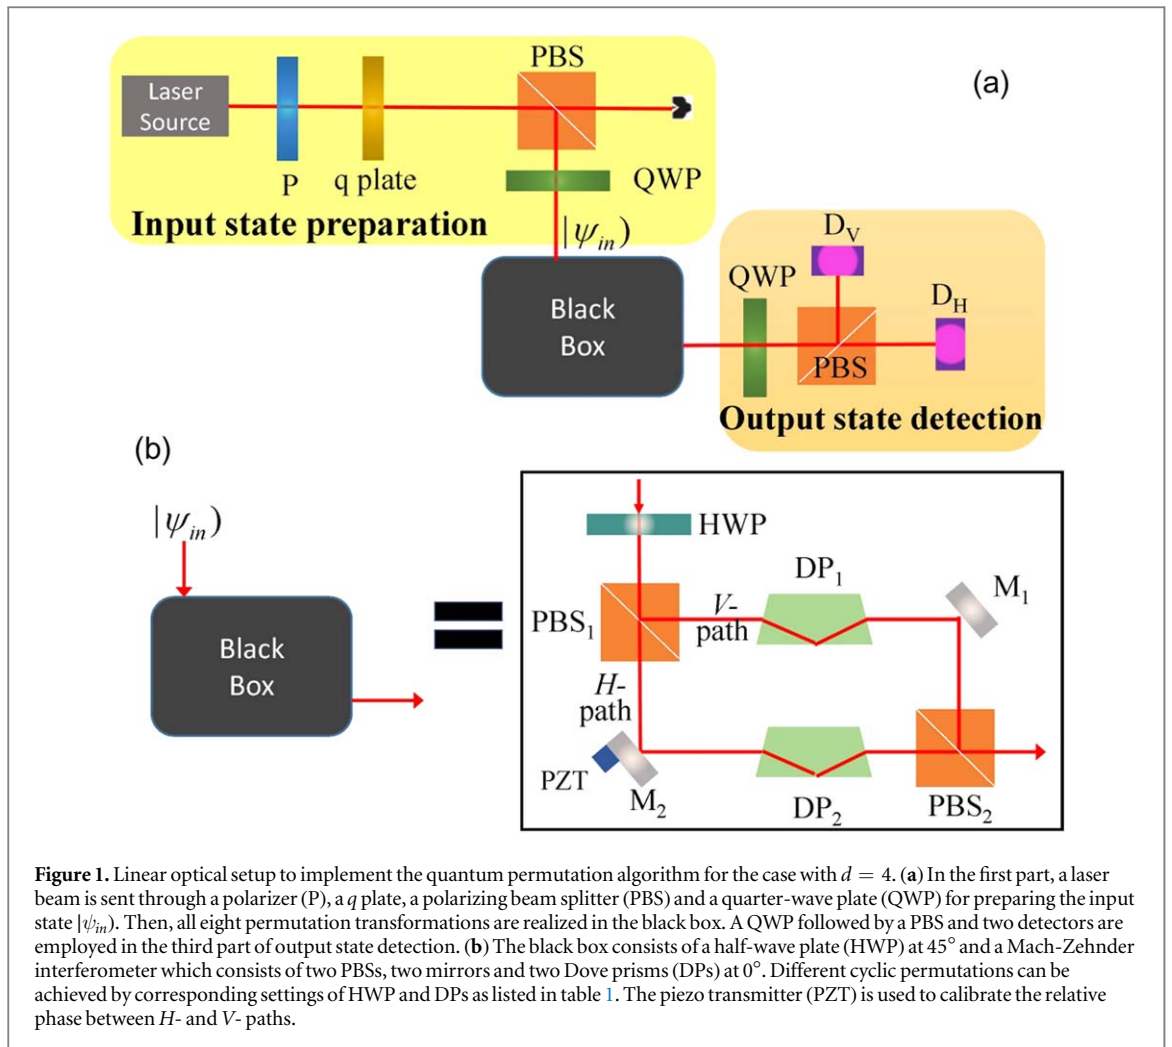 PBS
(a)
Laser
Source
P
q plate
QWP
Input state preparation
|ψin)
DV
QWP
DH
Black
Box
PBS
Output state detection
(b)
|ψin)
HWP
DP1
M1
PBS1
V-
path
Black
Box
H-
path
PZT
M2
DP2
PBS2
Figure 1. Linear optical setup to implement the quantum permutation algorithm for the case with d = 4. (a) In the first part, a laser
beam is sent through a polarizer (P), a q plate, a polarizing beam splitter (PBS) and a quarter-wave plate (QWP) for preparing the input
state |ψin). Then, all eight permutation transformations are realized in the black box. A QWP followed by a PBS and two detectors are
employed in the third part of output state detection. (b) The black box consists of a half-wave plate (HWP) at 45° and a Mach-Zehnder
interferometer which consists of two PBSs, two mirrors and two Dove prisms (DPs) at 0°. Different cyclic permutations can be
achieved by corresponding settings of HWP and DPs as listed in table 1. The piezo transmitter (PZT) is used to calibrate the relative
phase between H- and V- paths.